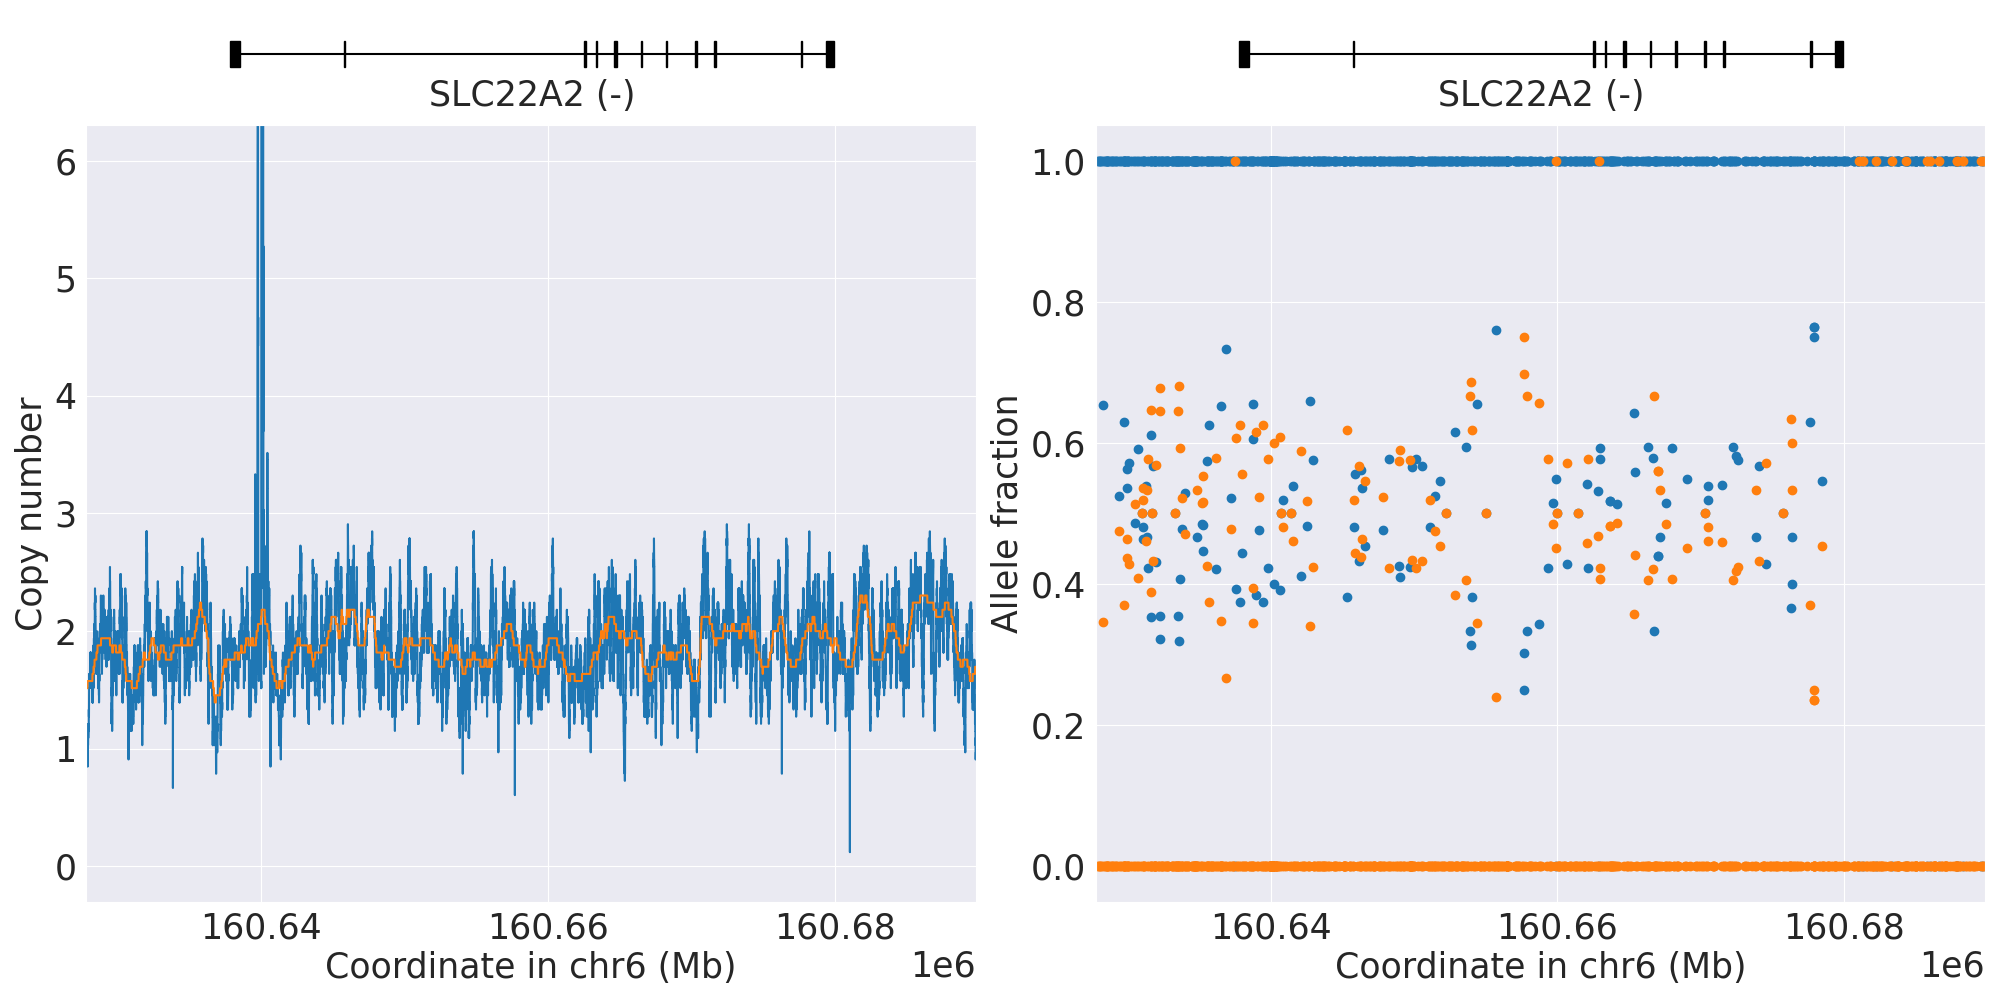 SLC22A2 (-)
6
5
4
3
2
1
0
Copy number
160.64
160.66
160.68
Coordinate in chr6 (Mb)
1e6
SLC22A2 (-)
1.0
0.8
0.6
0.4
0.2
0.0
Allele fraction
160.64
160.66
160.68
Coordinate in chr6 (Mb)
1e6